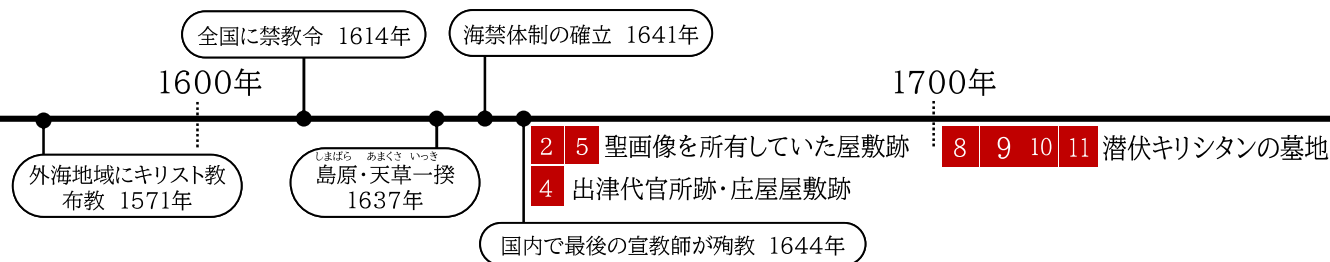 全国に禁教令 1614年
海禁体制の確立 1641年
1600年
1700年
2 5 聖画像を所有していた屋敷跡
8 9 10 11 潜伏キリシタンの墓地
外海地域にキリスト教
布教 1571年
しまばら あまくさ いっき
島原・天草一揆
1637年
4 出津代官所跡・庄屋屋敷跡
国内で最後の宣教師が殉教 1644年